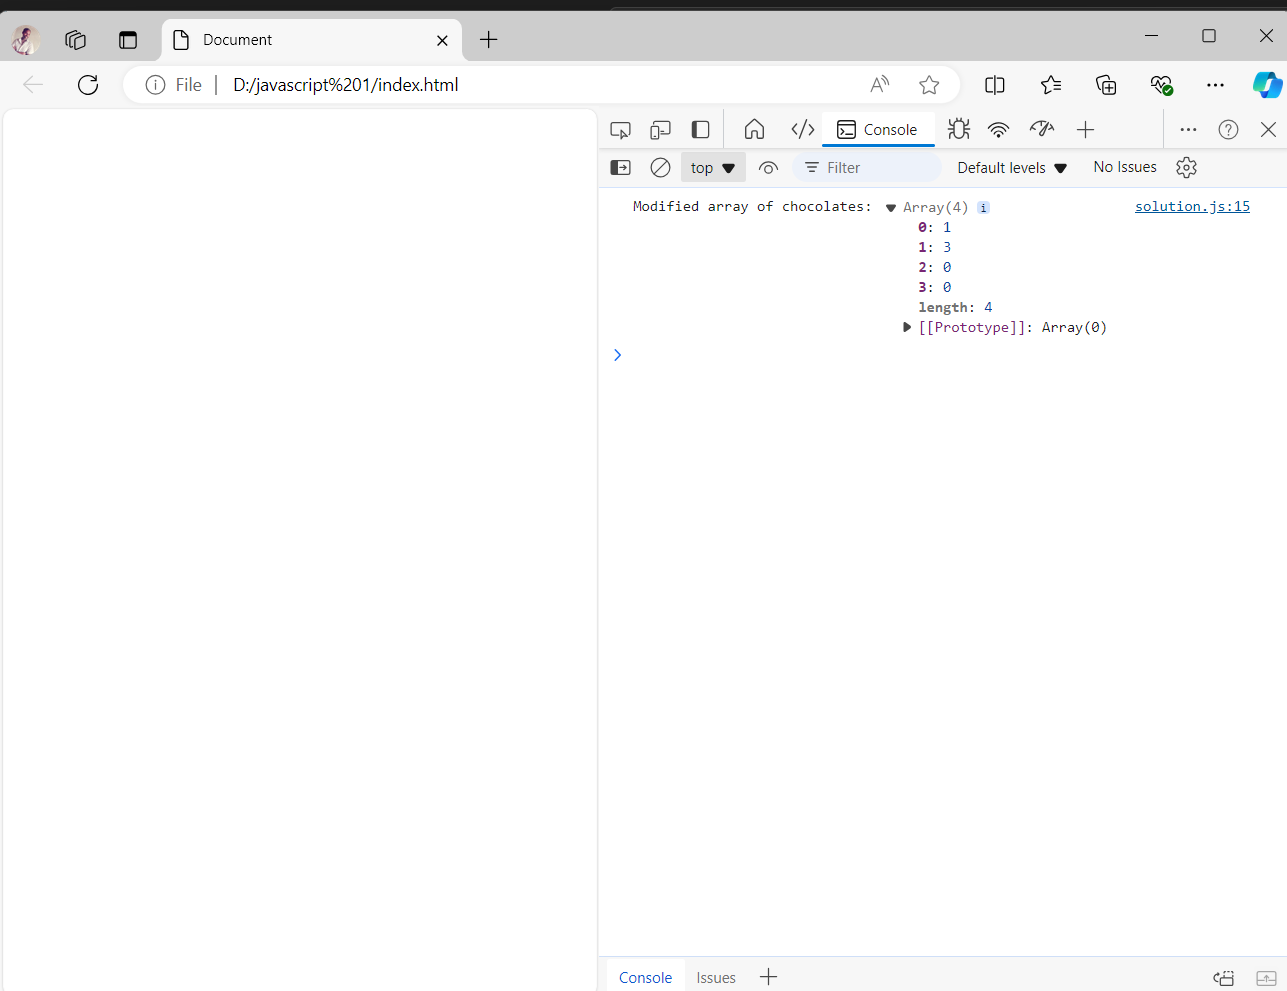 Document
File
D:/javascript%201/index.html
Console
top
Filter
Default levels
No Issues
Modified array of chocolates: Array(4) i solution.js:15
0: 1
1: 3
2: 0
3: 0
length: 4
[[Prototype]]: Array(0)
Console
Issues